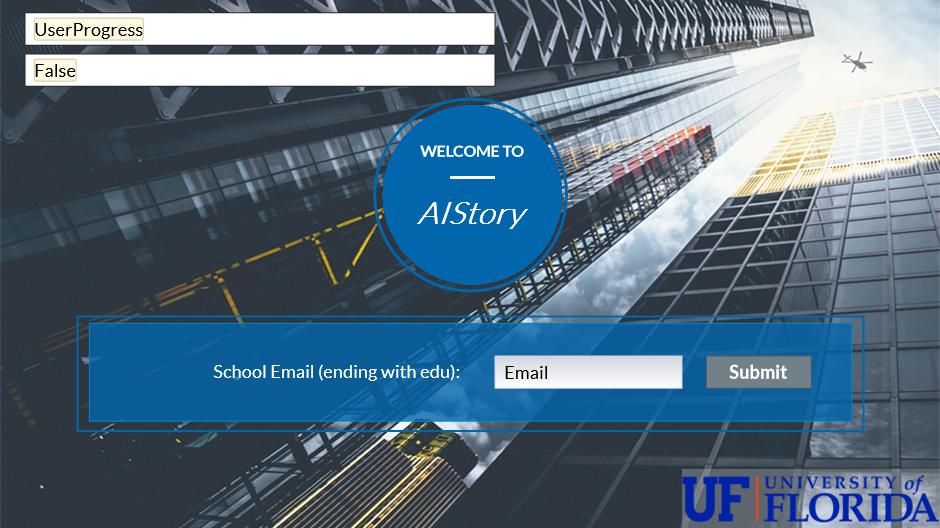 UserProgress
False
WELCOME TO
AIStory
School Email (ending with edu):
Email
Submit
UF UNIVERSITY of
FLORIDA